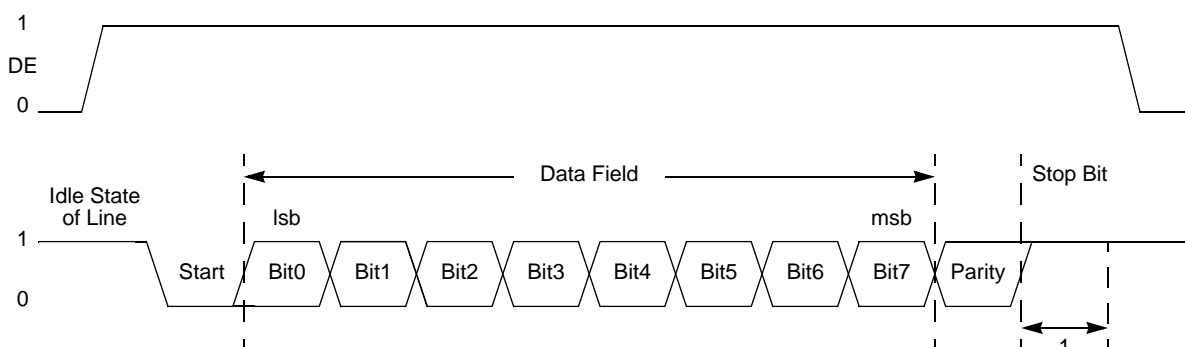 1
DE
0
Data Field
Stop Bit
Idle State
of Line
lsb
msb
1
Start
Bit0
Bit1
Bit2
Bit3
Bit4
Bit5
Bit6
Bit7
Parity
0
1